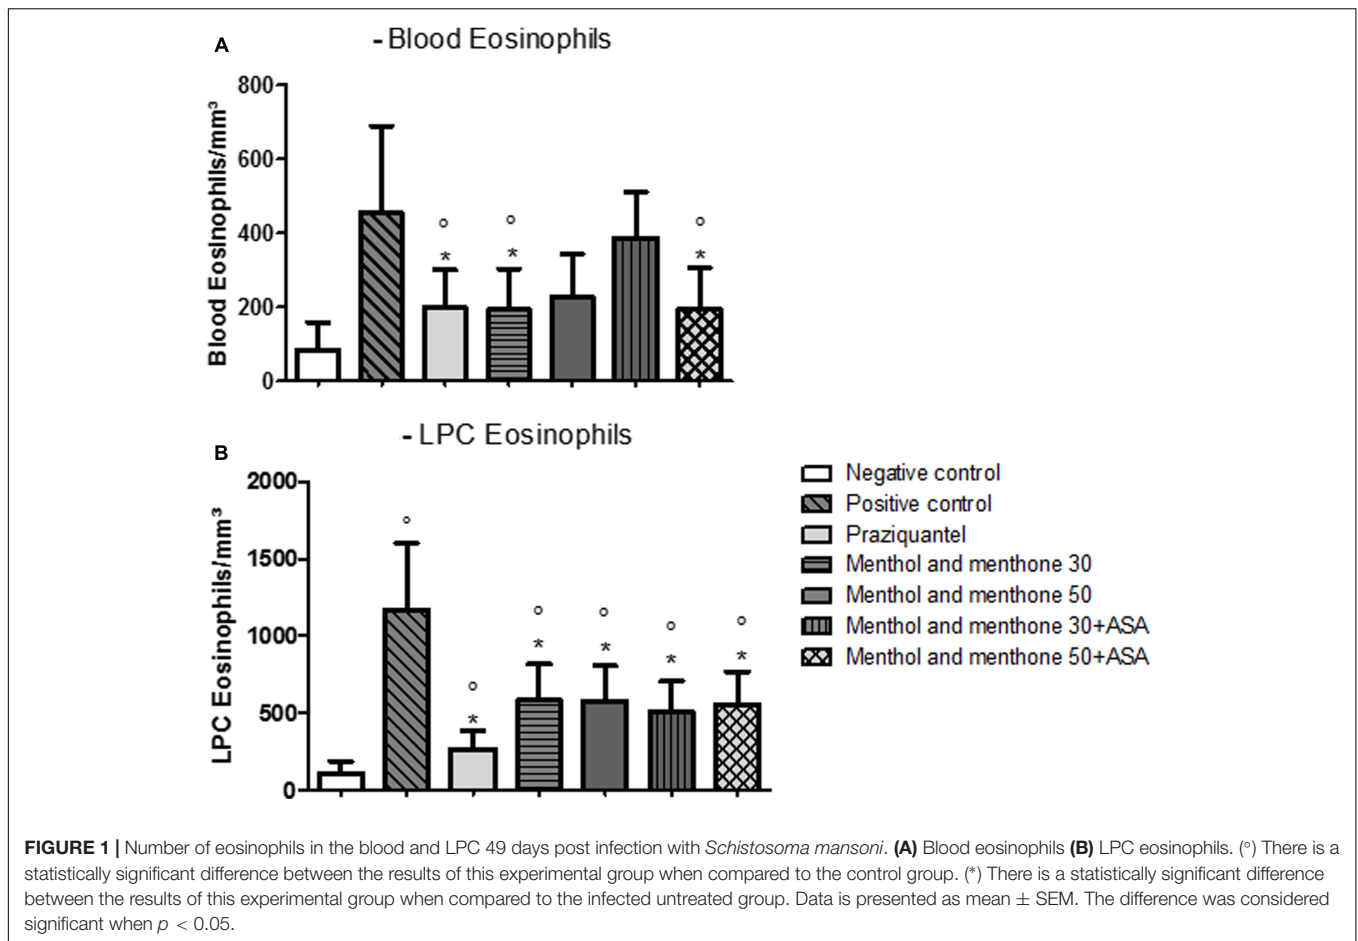 A
- Blood Eosinophils
800
600
400
200
0
Blood Eosinophils/mm³
° ° °
* * *
B
- LPC Eosinophils
2000
1500
1000
500
0
LPC Eosinophils/mm³
° ° ° ° ° °
* * * * *
Negative control
Positive control
Praziquantel
Menthol and menthone 30
Menthol and menthone 50
Menthol and menthone 30+ASA
Menthol and menthone 50+ASA
FIGURE 1 | Number of eosinophils in the blood and LPC 49 days post infection with Schistosoma mansoni. (A) Blood eosinophils (B) LPC eosinophils. (°) There is a
statistically significant difference between the results of this experimental group when compared to the control group. (*) There is a statistically significant difference
between the results of this experimental group when compared to the infected untreated group. Data is presented as mean ± SEM. The difference was considered
significant when p < 0.05.